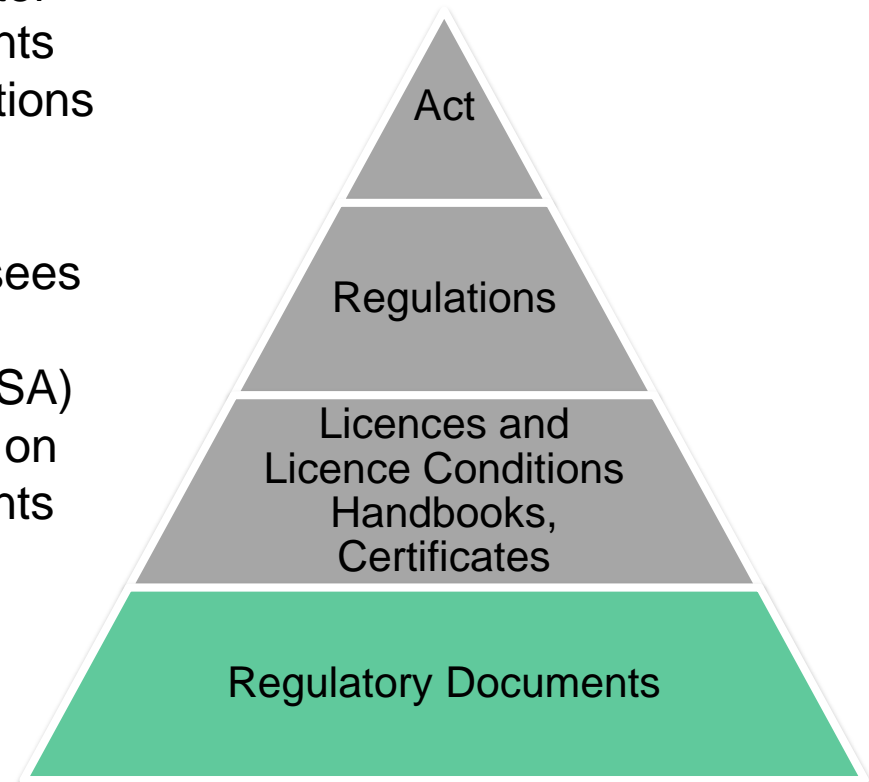 nts
tions
sees
SA)
on
nts
Act
Regulations
Licences and
Licence Conditions
Handbooks,
Certificates
Regulatory Documents